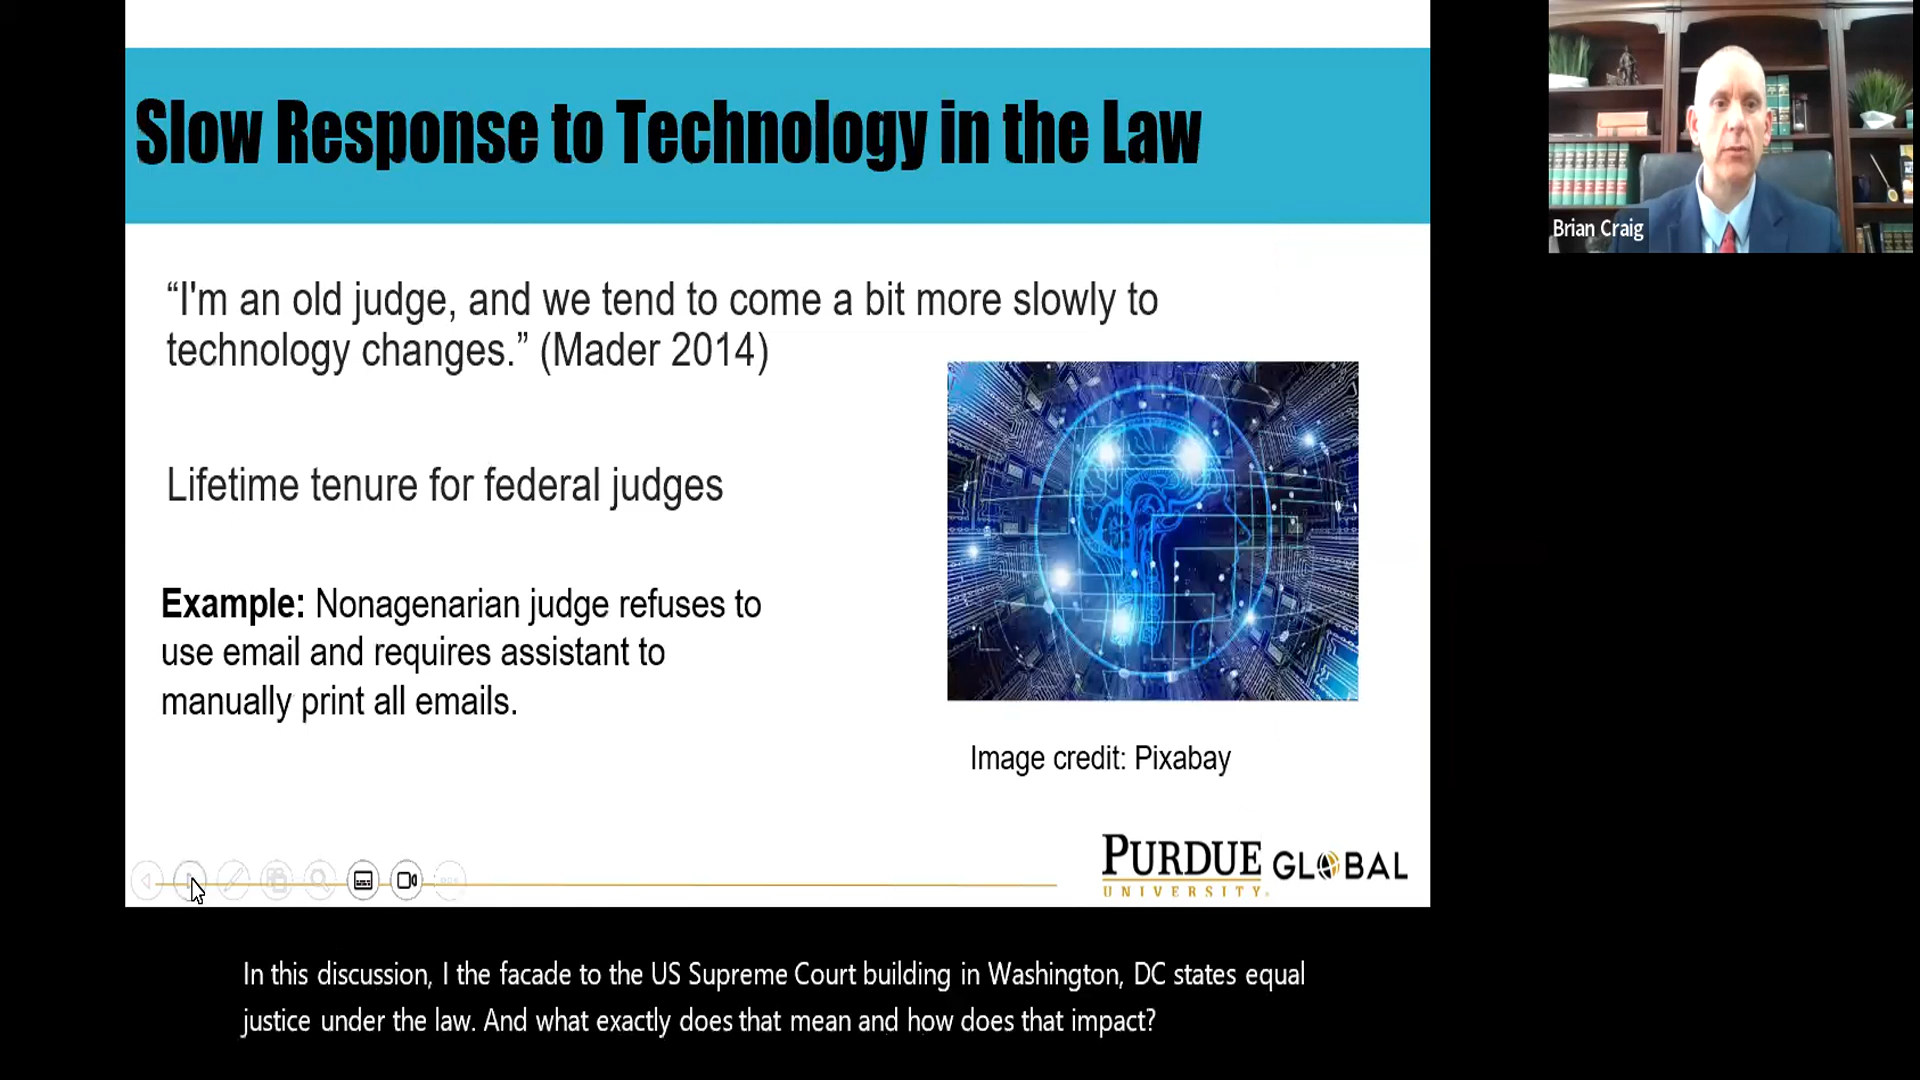 Slow Response to Technology in the Law
“I'm an old judge, and we tend to come a bit more slowly to
technology changes.” (Mader 2014)
Lifetime tenure for federal judges
Example: Nonagenarian judge refuses to
use email and requires assistant to
manually print all emails.
Image credit: Pixabay
PURDUE GLOBAL
UNIVERSITY.
Brian Craig
In this discussion, I the facade to the US Supreme Court building in Washington, DC states equal
justice under the law. And what exactly does that mean and how does that impact?